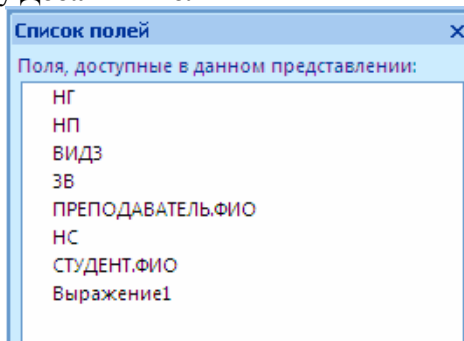 Список полей
Поля, доступные в данном представлении:
НГ
НП
ВИДЗ
ЗВ
ПРЕПОДАВАТЕЛЬ.ФИО
НС
СТУДЕНТ.ФИО
Выражение1